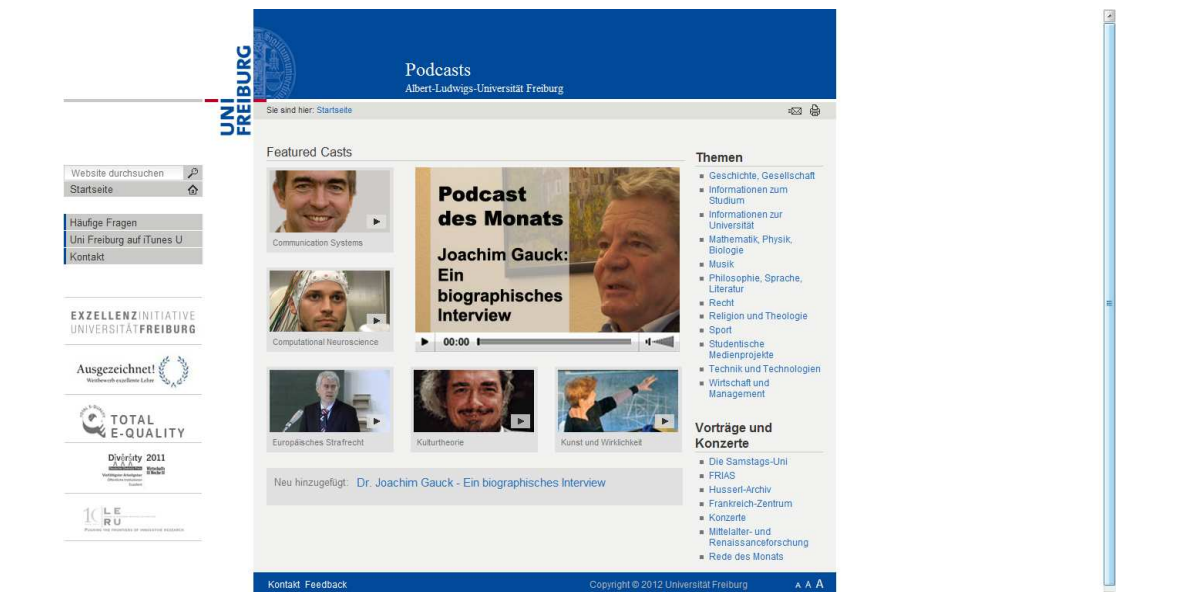 UNI
FREIBURG
Podcasts
Albert-Ludwigs-Universität Freiburg
Sie sind hier: Startseite
Website durchsuchen
Startseite
Häufige Fragen
Uni Freiburg auf iTunes U
Kontakt
EXZELLENZINITIATIVE
UNIVERSITÄTFREIBURG
Ausgezeichnet!
Wettbewerb exzellente Lehre
TOTAL
E-QUALITY
Diversity 2011
LE
RU
Featured Casts
Communication Systems
Computational Neuroscience
Podcast
des Monats
Joachim Gauck:
Ein
biographisches
Interview
00:00
Europäisches Strafrecht
Kulturtheorie
Kunst und Wirklichkeit
Neu hinzugefügt: Dr. Joachim Gauck - Ein biographisches Interview
Themen
Geschichte, Gesellschaft
Informationen zum
Studium
Informationen zur
Universität
Mathematik, Physik,
Biologie
Musik
Philosophie, Sprache,
Literatur
Recht
Religion und Theologie
Sport
Studentische
Medienprojekte
Technik und Technologien
Wirtschaft und
Management
Vorträge und
Konzerte
Die Samstags-Uni
FRIAS
Husserl-Archiv
Frankreich-Zentrum
Konzerte
Mittelalter- und
Renaissanceforschung
Rede des Monats
Kontakt Feedback
Copyright © 2012 Universität Freiburg
A A A